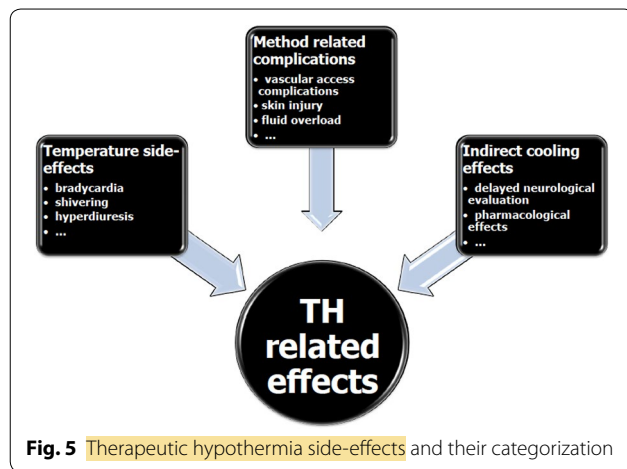 Method related
complications
• vascular access
complications
• skin injury
• fluid overload
• ...
Temperature side-
effects
• bradycardia
• shivering
• hyperdiuresis
• ...
Indirect cooling
effects
• delayed neurological
evaluation
• pharmacological
effects
• ...
TH
related
effects
Fig. 5 Therapeutic hypothermia side-effects and their categorization